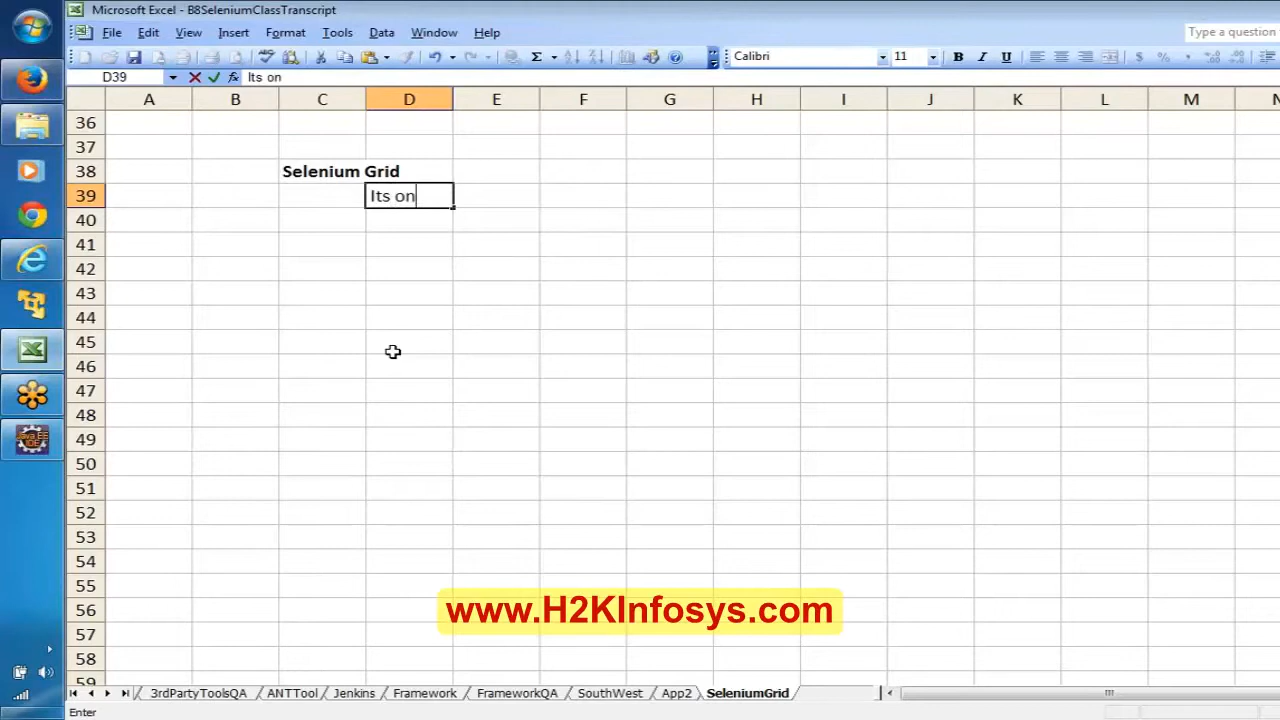 Microsoft Excel - B8SeleniumClassTranscript
File Edit View Insert Format Tools Data Window Help
Type a question
Calibri 11 B I U $ %
D39 fx Its on
A B C D E F G H I J K L M
36
37
38 Selenium Grid
39 Its on
40
41
42
43
44
45
46
47
48
49
50
51
52
53
54
55
56
www.H2KInfosys.com
57
58
59
3rdPartyToolsQA ANTTool Jenkins Framework FrameworkQA SouthWest App2 SeleniumGrid
Enter